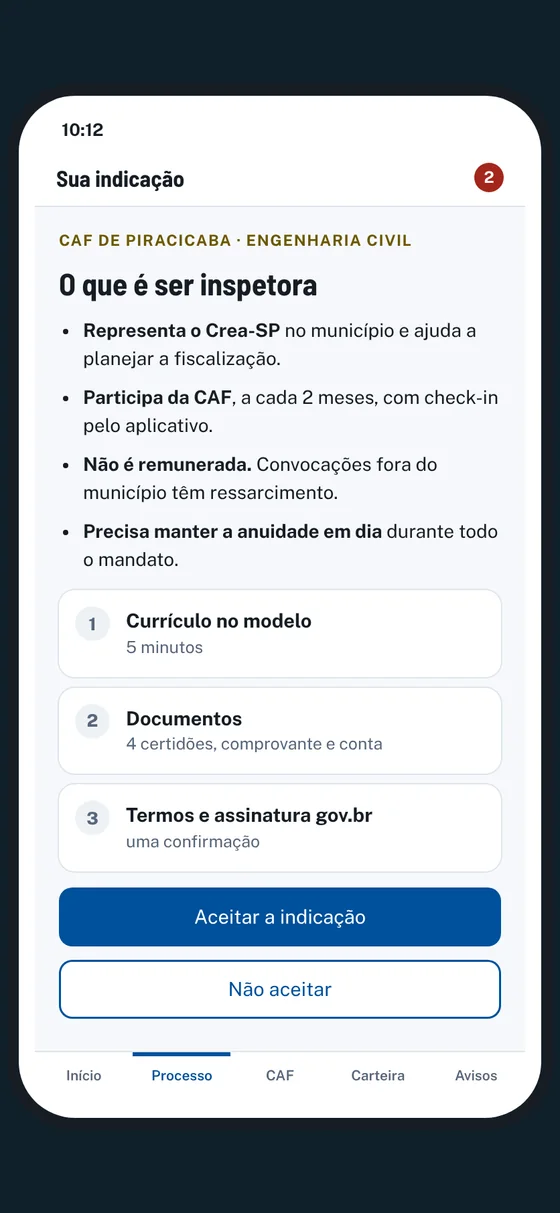 10:12
Sua indicação
2
CAF DE PIRACICABA · ENGENHARIA CIVIL
O que é ser inspetora
• Representa o Crea-SP no município e ajuda a
planejar a fiscalização.
• Participa da CAF, a cada 2 meses, com check-in
pelo aplicativo.
• Não é remunerada. Convocações fora do
município têm ressarcimento.
• Precisa manter a anuidade em dia durante todo
o mandato.
1
Currículo no modelo
5 minutos
2
Documentos
4 certidões, comprovante e conta
3
Termos e assinatura gov.br
uma confirmação
Aceitar a indicação
Não aceitar
Início Processo CAF Carteira Avisos